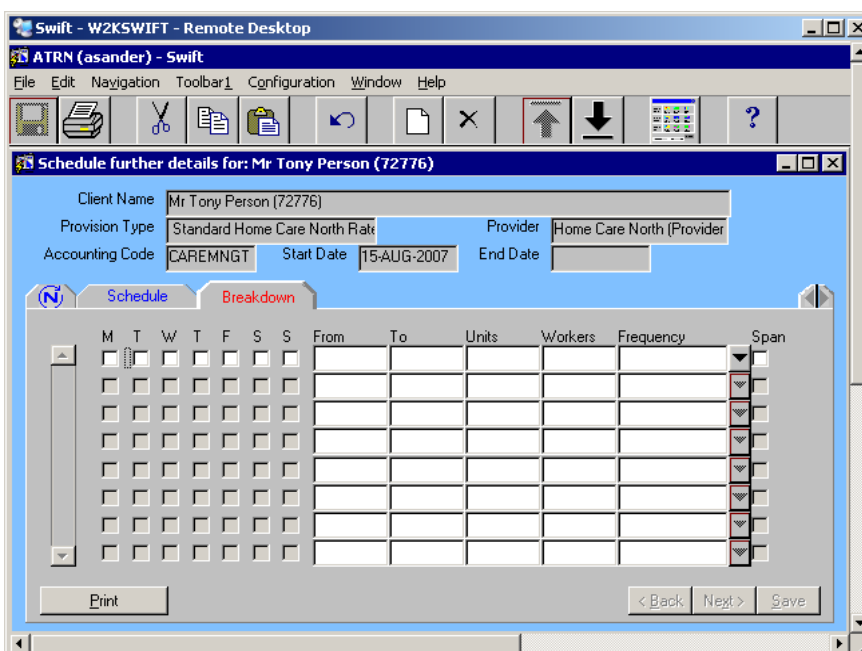 Swift - W2KSWIFT - Remote Desktop
ATRN (asander) - Swift
File Edit Navigation Toolbar1 Configuration Window Help
?
Schedule further details for: Mr Tony Person (72776)
Client Name Mr Tony Person (72776)
Provision Type Standard Home Care North Rate Provider Home Care North (Provider
Accounting Code CAREMNGT Start Date 15-AUG-2007 End Date
N Schedule Breakdown
M T W T F S S From To Units Workers Frequency Span
Print < Back Next > Save